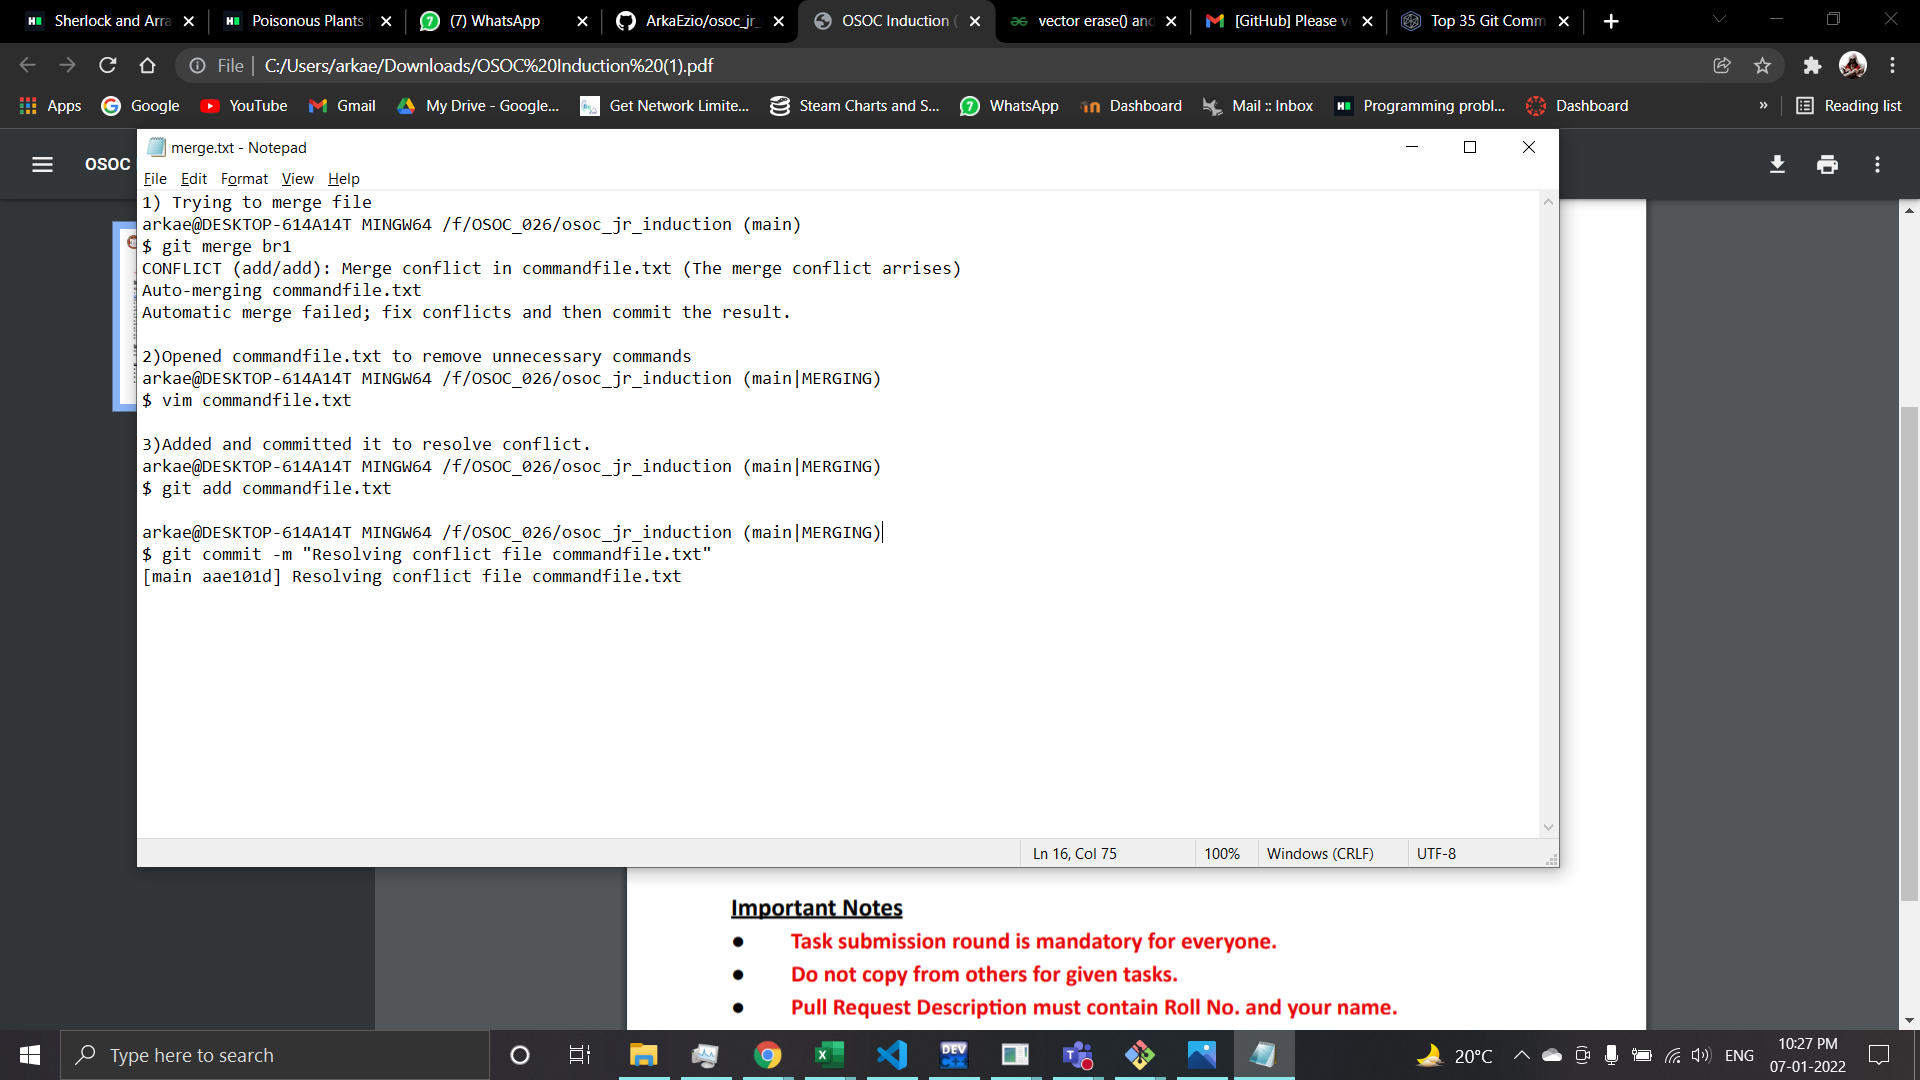 Sherlock and Arra
Poisonous Plants
(7) WhatsApp
ArkaEzio/osoc_jr_
OSOC Induction (
vector erase() and
[GitHub] Please ve
Top 35 Git Comm
File
C:/Users/arkae/Downloads/OSOC%20Induction%20(1).pdf
Apps
Google
YouTube
Gmail
My Drive - Google...
Get Network Limite...
Steam Charts and S...
WhatsApp
Dashboard
Mail :: Inbox
Programming probl...
Dashboard
»
Reading list
OSOC
merge.txt - Notepad
File Edit Format View Help
1) Trying to merge file
arkae@DESKTOP-614A14T MINGW64 /f/OSOC_026/osoc_jr_induction (main)
$ git merge br1
CONFLICT (add/add): Merge conflict in commandfile.txt (The merge conflict arrises)
Auto-merging commandfile.txt
Automatic merge failed; fix conflicts and then commit the result.
2)Opened commandfile.txt to remove unnecessary commands
arkae@DESKTOP-614A14T MINGW64 /f/OSOC_026/osoc_jr_induction (main|MERGING)
$ vim commandfile.txt
3)Added and committed it to resolve conflict.
arkae@DESKTOP-614A14T MINGW64 /f/OSOC_026/osoc_jr_induction (main|MERGING)
$ git add commandfile.txt
arkae@DESKTOP-614A14T MINGW64 /f/OSOC_026/osoc_jr_induction (main|MERGING)
$ git commit -m "Resolving conflict file commandfile.txt"
[main aae101d] Resolving conflict file commandfile.txt
Ln 16, Col 75
100%
Windows (CRLF)
UTF-8
Important Notes
● Task submission round is mandatory for everyone.
● Do not copy from others for given tasks.
● Pull Request Description must contain Roll No. and your name.
Type here to search
DEV
20°C
ENG
10:27 PM
07-01-2022